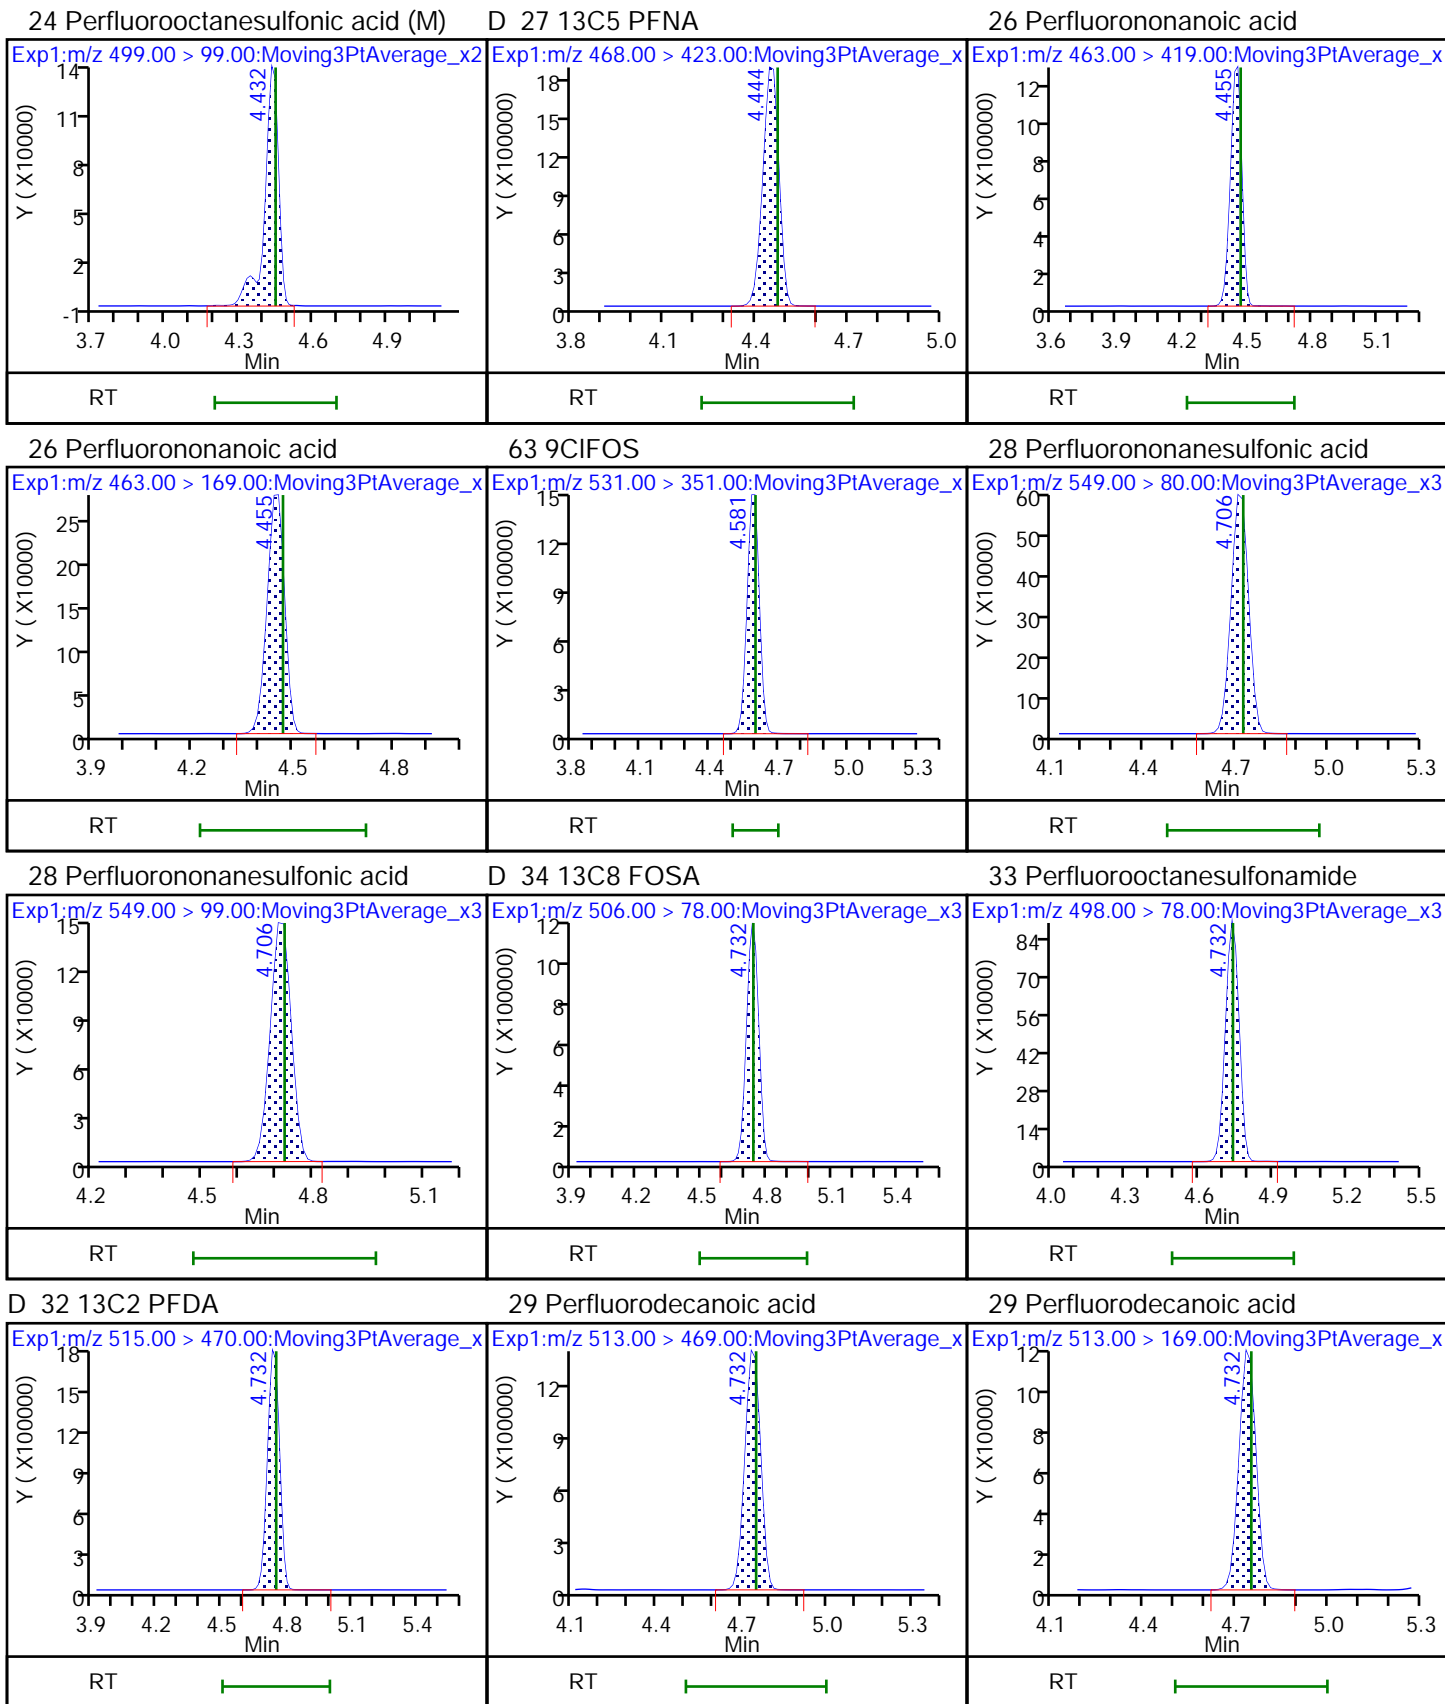 24 Perfluorooctanesulfonic acid (M)
Exp1:m/z 499.00 > 99.00:Moving3PtAverage_x2
Y ( X100000)
14
11
8
5
2
-1
4.432
3.7 4.0 4.3 4.6 4.9
Min
RT
D 27 13C5 PFNA
Exp1:m/z 468.00 > 423.00:Moving3PtAverage_x
Y ( X100000)
18
15
12
9
6
3
0
4.444
3.8 4.1 4.4 4.7 5.0
Min
RT
26 Perfluorononanoic acid
Exp1:m/z 463.00 > 419.00:Moving3PtAverage_x
Y ( X100000)
12
10
8
6
4
2
0
4.455
3.6 3.9 4.2 4.5 4.8 5.1
Min
RT
26 Perfluorononanoic acid
Exp1:m/z 463.00 > 169.00:Moving3PtAverage_x
Y ( X10000)
25
20
15
10
5
0
4.455
3.9 4.2 4.5 4.8
Min
RT
63 9ClFOS
Exp1:m/z 531.00 > 351.00:Moving3PtAverage_x
Y ( X100000)
15
12
9
6
3
0
4.581
3.8 4.1 4.4 4.7 5.0 5.3
Min
RT
28 Perfluorononanesulfonic acid
Exp1:m/z 549.00 > 80.00:Moving3PtAverage_x3
Y ( X10000)
60
50
40
30
20
10
0
4.706
4.1 4.4 4.7 5.0 5.3
Min
RT
28 Perfluorononanesulfonic acid
Exp1:m/z 549.00 > 99.00:Moving3PtAverage_x3
Y ( X10000)
15
12
9
6
3
0
4.706
4.2 4.5 4.8 5.1
Min
RT
D 34 13C8 FOSA
Exp1:m/z 506.00 > 78.00:Moving3PtAverage_x3
Y ( X100000)
12
10
8
6
4
2
0
4.732
3.9 4.2 4.5 4.8 5.1 5.4
Min
RT
33 Perfluorooctanesulfonamide
Exp1:m/z 498.00 > 78.00:Moving3PtAverage_x3
Y ( X10000)
84
70
56
42
28
14
0
4.732
4.0 4.3 4.6 4.9 5.2 5.5
Min
RT
D 32 13C2 PFDA
Exp1:m/z 515.00 > 470.00:Moving3PtAverage_x
Y ( X100000)
18
15
12
9
6
3
0
4.732
3.9 4.2 4.5 4.8 5.1 5.4
Min
RT
29 Perfluorodecanoic acid
Exp1:m/z 513.00 > 469.00:Moving3PtAverage_x
Y ( X100000)
12
9
6
3
0
4.732
4.1 4.4 4.7 5.0 5.3
Min
RT
29 Perfluorodecanoic acid
Exp1:m/z 513.00 > 169.00:Moving3PtAverage_x
Y ( X10000)
12
10
8
6
4
2
0
4.732
4.1 4.4 4.7 5.0 5.3
Min
RT